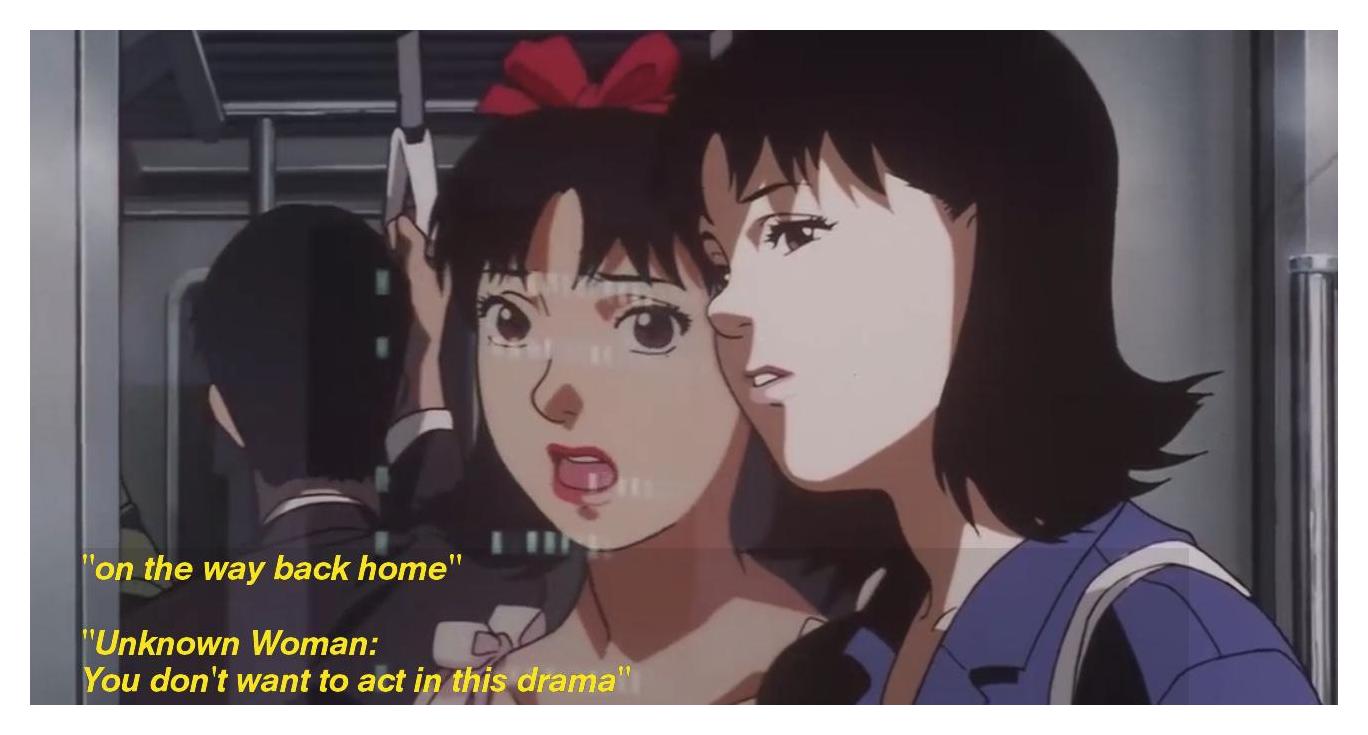 "on the way back home"
"Unknown Woman:
You don't want to act in this drama"